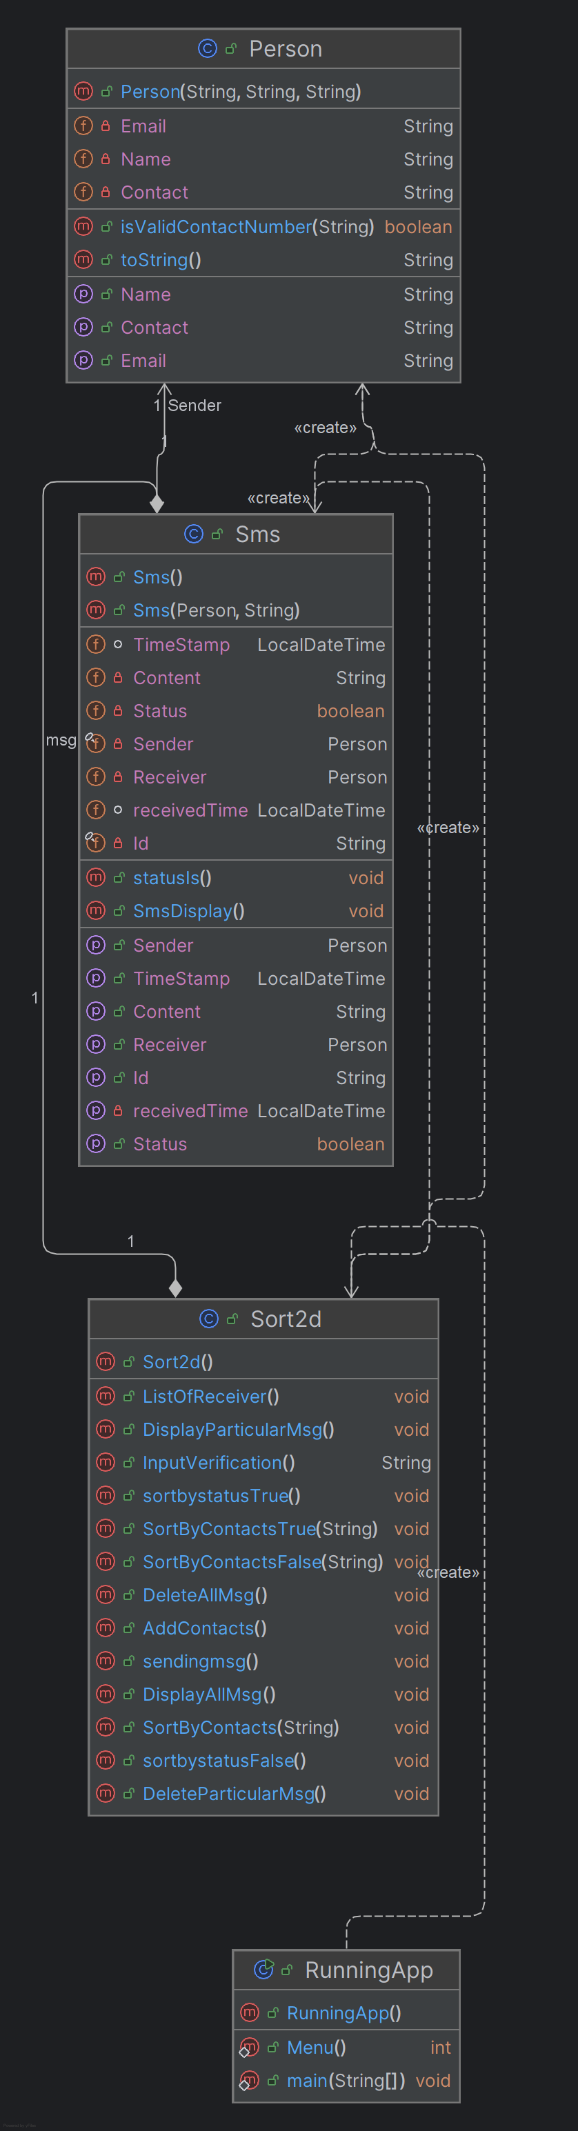 Person
Person(String, String, String)
Email String
Name String
Contact String
isValidContactNumber(String) boolean
toString() String
Name String
Contact String
Email String
1 Sender
«create»
1
«create»
Sms
Sms()
Sms(Person, String)
TimeStamp LocalDateTime
Content String
Status boolean
msg
Sender Person
Receiver Person
receivedTime LocalDateTime
«create»
Id String
statusIs() void
SmsDisplay() void
Sender Person
TimeStamp LocalDateTime
1
Content String
Receiver Person
Id String
receivedTime LocalDateTime
Status boolean
1
Sort2d
Sort2d()
ListOfReceiver() void
DisplayParticularMsg() void
InputVerification() String
sortbystatusTrue() void
SortByContactsTrue(String) void
SortByContactsFalse(String) void
«create»
DeleteAllMsg() void
AddContacts() void
sendingmsg() void
DisplayAllMsg() void
SortByContacts(String) void
sortbystatusFalse() void
DeleteParticularMsg() void
RunningApp
RunningApp()
Menu() int
main(String[]) void